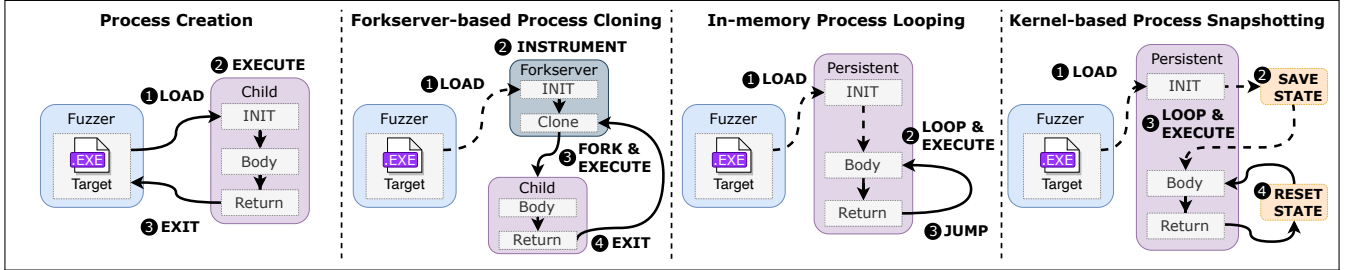 Process Creation
❷ EXECUTE
Child
❶ LOAD
INIT
Fuzzer
.EXE
Target
Body
Return
❸ EXIT
Forkserver-based Process Cloning
❷ INSTRUMENT
Forkserver
❶ LOAD
INIT
Clone
Fuzzer
.EXE
Target
❸ FORK &
EXECUTE
Child
Body
Return
❹ EXIT
In-memory Process Looping
Persistent
❶ LOAD
INIT
Fuzzer
.EXE
Target
❷ LOOP &
EXECUTE
Body
Return
❸ JUMP
Kernel-based Process Snapshotting
Persistent
❶ LOAD
INIT
❷ SAVE
STATE
❸ LOOP &
EXECUTE
Fuzzer
.EXE
Target
Body
Return
❹ RESET
STATE